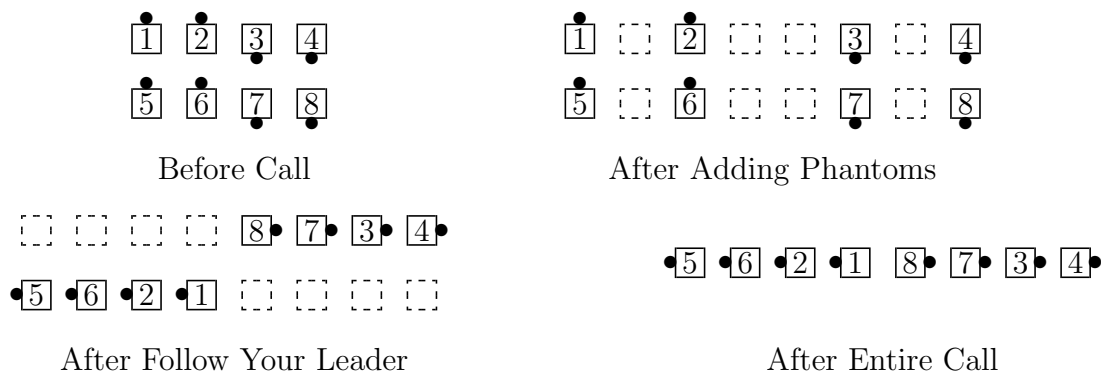 1 2 3 4
5 6 7 8
Before Call
1 2 3 4
5 6 7 8
After Adding Phantoms
8 7 3 4
5 6 2 1
After Follow Your Leader
5 6 2 1 8 7 3 4
After Entire Call